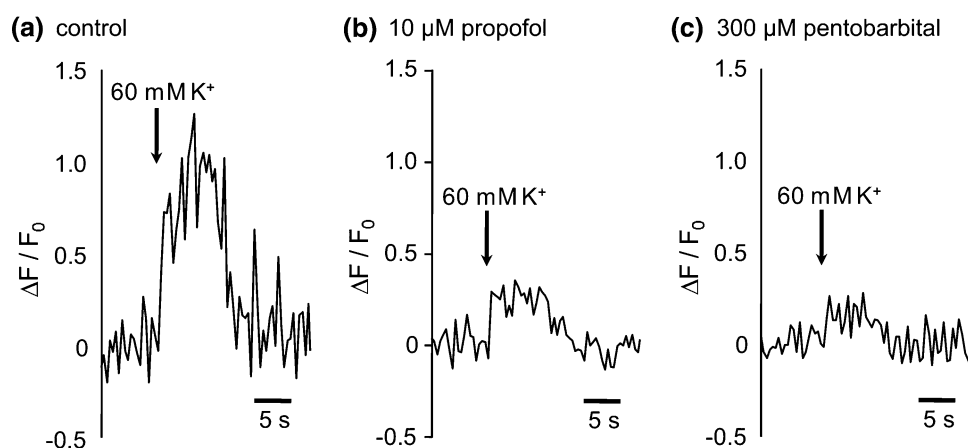 (a) control
1.5
60 mM K⁺
1.0
0.5
0
-0.5
ΔF / F₀
5 s
(b) 10 µM propofol
1.5
1.0
60 mM K⁺
0.5
0
-0.5
ΔF / F₀
5 s
(c) 300 µM pentobarbital
1.5
1.0
60 mM K⁺
0.5
0
-0.5
ΔF / F₀
5 s